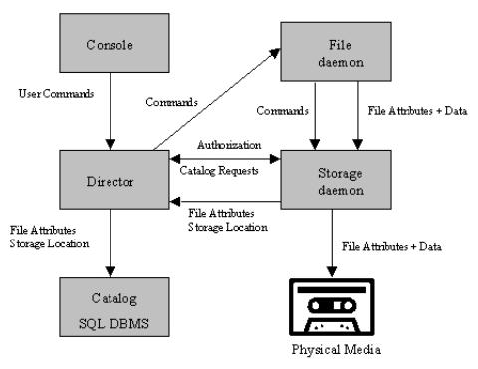 Console
File
daemon
User Commands
Commands
Commands
File Attributes + Data
Authorization
Director
Catalog Requests
Storage
daemon
File Attributes
Storage Location
File Attributes
Storage Location
File Attributes + Data
Catalog
SQL DBMS
Physical Media